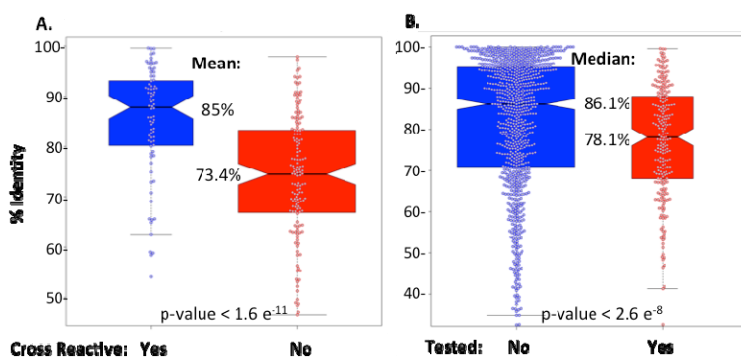 A.
B.
Mean:
Median:
100-
90
80
70
60-
50-
% Identity
85%
73.4%
p-value < 1.6 e-11
Cross Reactive: Yes No
100-
90-
80-
70-
60-
50-
40-
86.1%
78.1%
p-value < 2.6 e-8
Tested: No Yes